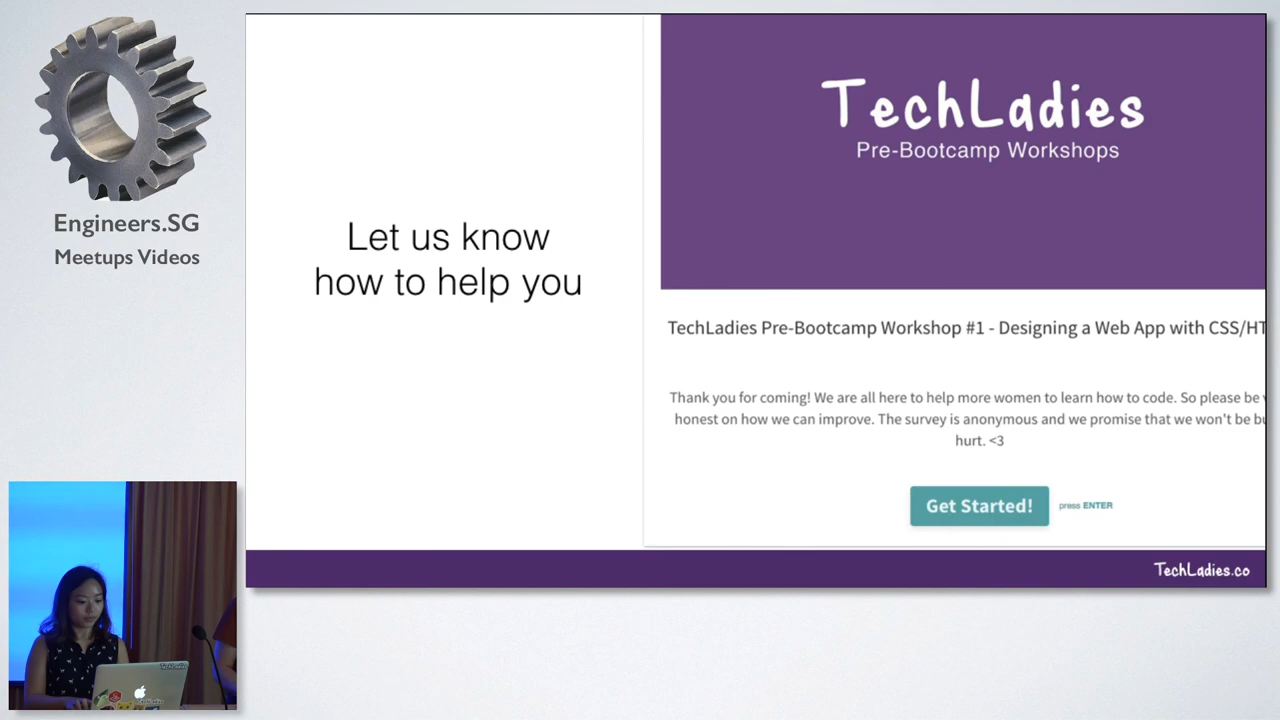 Engineers.SG
Meetups Videos
Let us know
how to help you
TechLadies
Pre-Bootcamp Workshops
TechLadies Pre-Bootcamp Workshop #1 - Designing a Web App with CSS/HT
Thank you for coming! We are all here to help more women to learn how to code. So please be
honest on how we can improve. The survey is anonymous and we promise that we won't be bu
hurt. <3
Get Started!
press ENTER
TechLadies.co
TechLadies